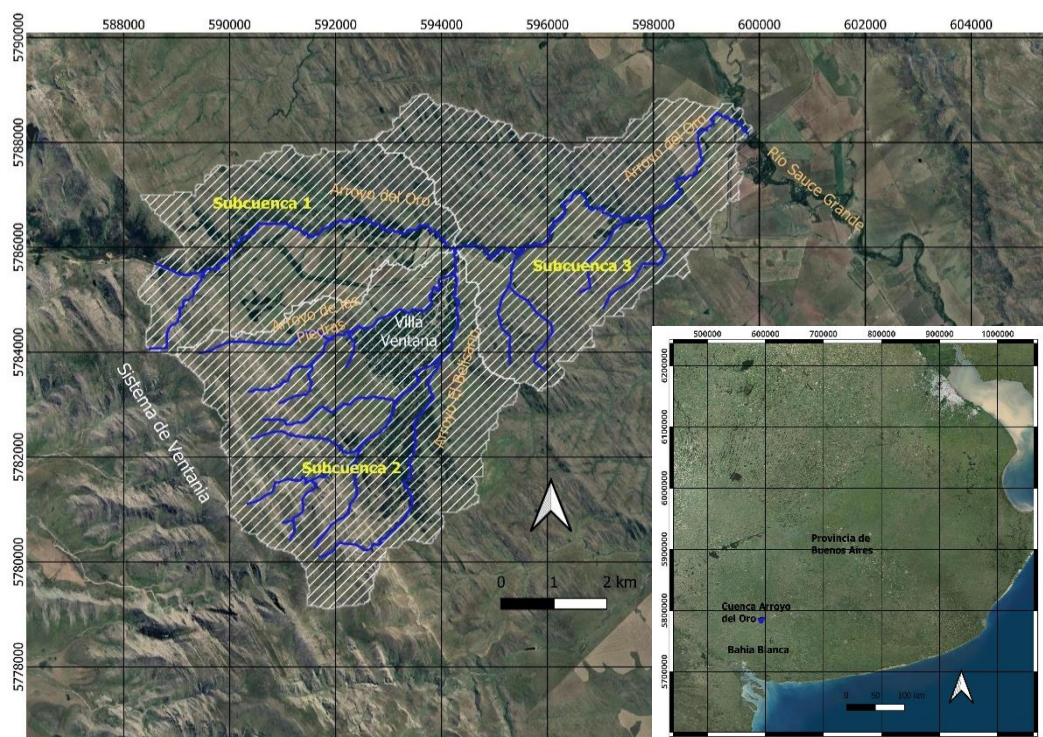 588000 590000 592000 594000 596000 598000 600000 602000 604000
5790000
5788000
5786000
5784000
5782000
5780000
5778000
Arroyo del Oro
Río Sauce Grande
Arroyo del Oro
Subcuenca 1
Subcuenca 3
Arroyo de las
Piedras
Villa
Ventana
Arroyo El Belisario
Sistema de Ventania
Subcuenca 2
0 1 2 km
500000 600000 700000 800000 900000 1000000
6200000
6100000
6000000
5900000
5800000
5700000
Provincia de
Buenos Aires
Cuenca Arroyo
del Oro
Bahia Blanca
0 50 100 km